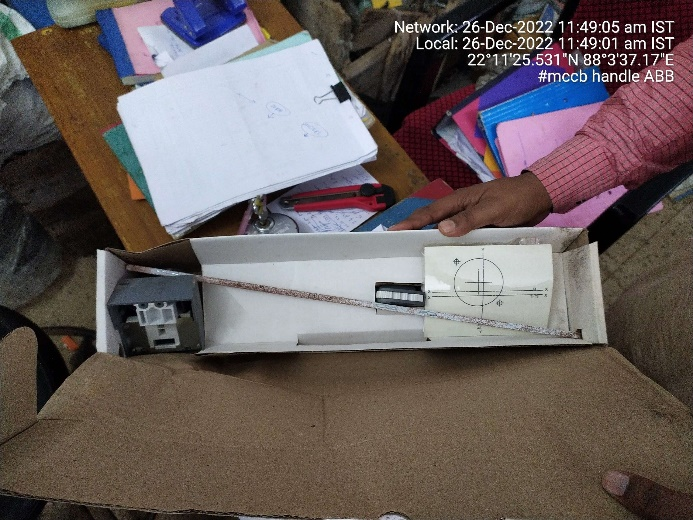 Network: 26-Dec-2022 11:49:05 am IST
Local: 26-Dec-2022 11:49:01 am IST
22°11'25.531"N 88°3'37.17"E
#mccb handle ABB